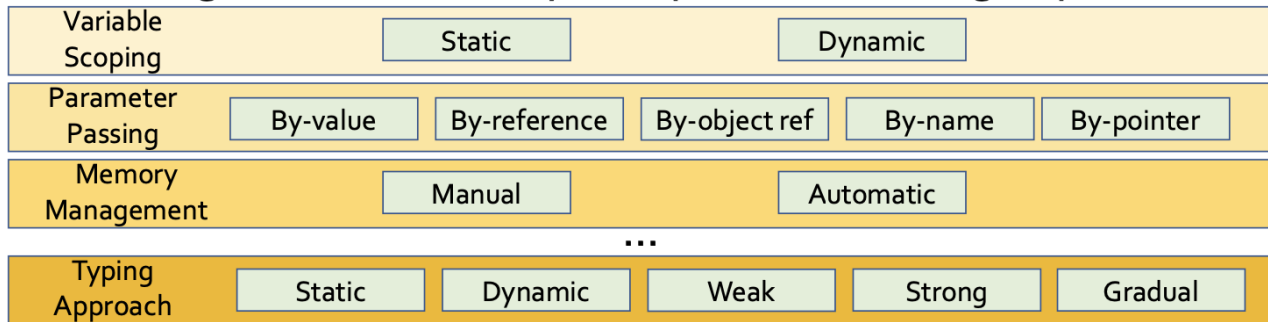 Variable
Scoping
Static
Dynamic
Parameter
Passing
By-value
By-reference
By-object ref
By-name
By-pointer
Memory
Management
Manual
Automatic
...
Typing
Approach
Static
Dynamic
Weak
Strong
Gradual